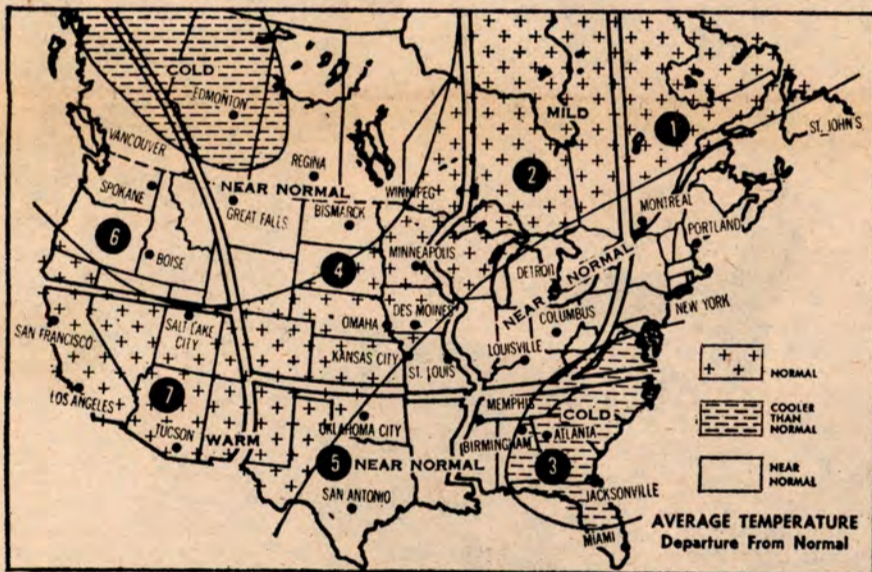 COLD
EDMONTON
MILD
1
ST. JOHN'S
VANCOUVER
REGINA
2
SPOKANE
NEAR NORMAL
WINNIPEG
MONTREAL
GREAT FALLS
BISMARCK
PORTLAND
6
MINNEAPOLIS
BOISE
4
DETROIT
NEAR NORMAL
NEW YORK
DES MOINES
COLUMBUS
SAN FRANCISCO
SALT LAKE
CITY
OMAHA
KANSAS CITY
ST. LOUIS
LOUISVILLE
NORMAL
LOS ANGELES
7
MEMPHIS
COLD
COOLER
THAN
NORMAL
TUCSON
WARM
OKLAHOMA CITY
BIRMINGHAM
ATLANTA
5
NEAR NORMAL
3
NEAR
NORMAL
SAN ANTONIO
JACKSONVILLE
MIAMI
AVERAGE TEMPERATURE
Departure From Normal